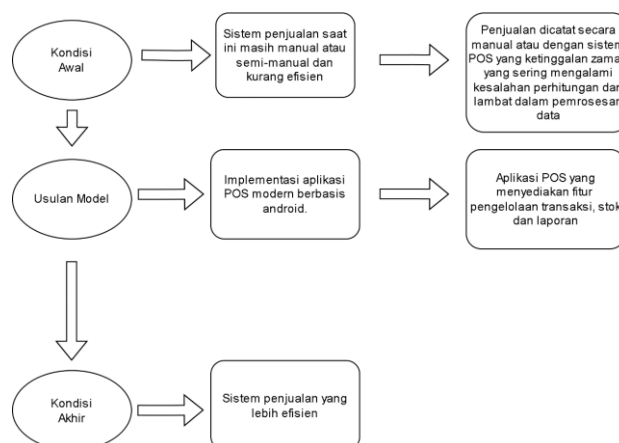 Kondisi
Awal
Sistem penjualan saat
ini masih manual atau
semi-manual dan
kurang efisien
Penjualan dicatat secara
manual atau dengan sistem
POS yang ketinggalan zaman
yang sering mengalami
kesalahan perhitungan dan
lambat dalam pemrosesan
data
Usulan Model
Implementasi aplikasi
POS modern berbasis
android.
Aplikasi POS yang
menyediakan fitur
pengelolaan transaksi, stok,
dan laporan
Kondisi
Akhir
Sistem penjualan yang
lebih efisien